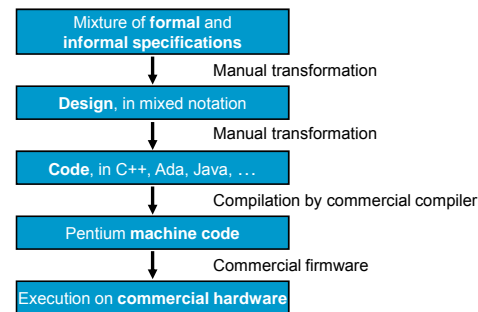 Mixture of formal and
informal specifications
Manual transformation
Design, in mixed notation
Manual transformation
Code, in C++, Ada, Java, …
Compilation by commercial compiler
Pentium machine code
Commercial firmware
Execution on commercial hardware